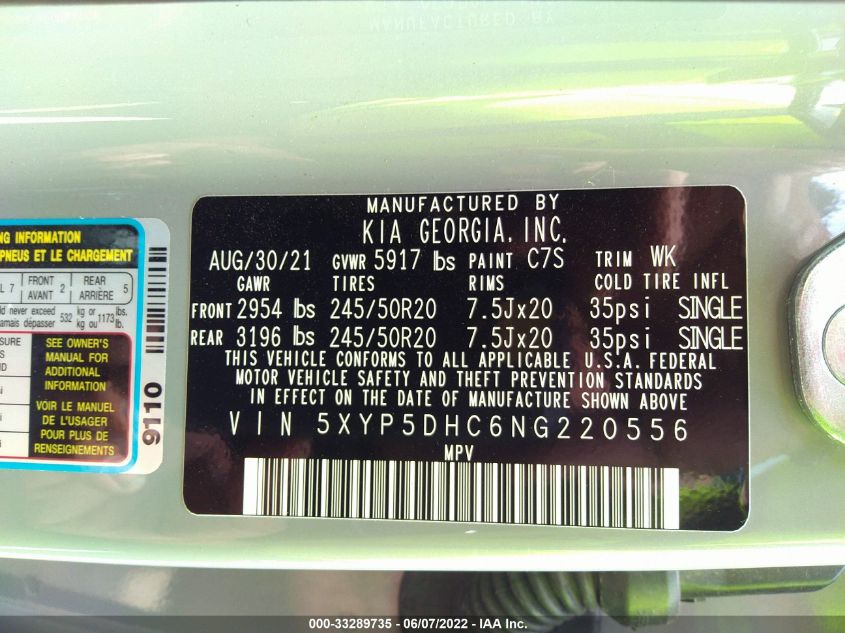 MANUFACTURED BY
KIA GEORGIA, INC.
AUG/30/21 GVWR 5917 lbs PAINT C7S TRIM WK
GAWR TIRES RIMS COLD TIRE INFL
FRONT 2954 lbs 245/50R20 7.5Jx20 35psi SINGLE
REAR 3196 lbs 245/50R20 7.5Jx20 35psi SINGLE
THIS VEHICLE CONFORMS TO ALL APPLICABLE U.S.A. FEDERAL
MOTOR VEHICLE SAFETY AND THEFT PREVENTION STANDARDS
IN EFFECT ON THE DATE OF MANUFACTURE SHOWN ABOVE
VIN 5XYP5DHC6NG220556
MPV
INFORMATION
PNEUS ET LE CHARGEMENT
7 FRONT 2 REAR 5
AVANT ARRIÈRE
never exceed 532 kg or 1173 lbs.
jamais dépasser kg ou lb.
SEE OWNER'S
MANUAL FOR
ADDITIONAL
INFORMATION
VOIR LE MANUEL
DE L'USAGER
POUR PLUS DE
RENSEIGNEMENTS
9110
000-33289735 - 06/07/2022 - IAA Inc.